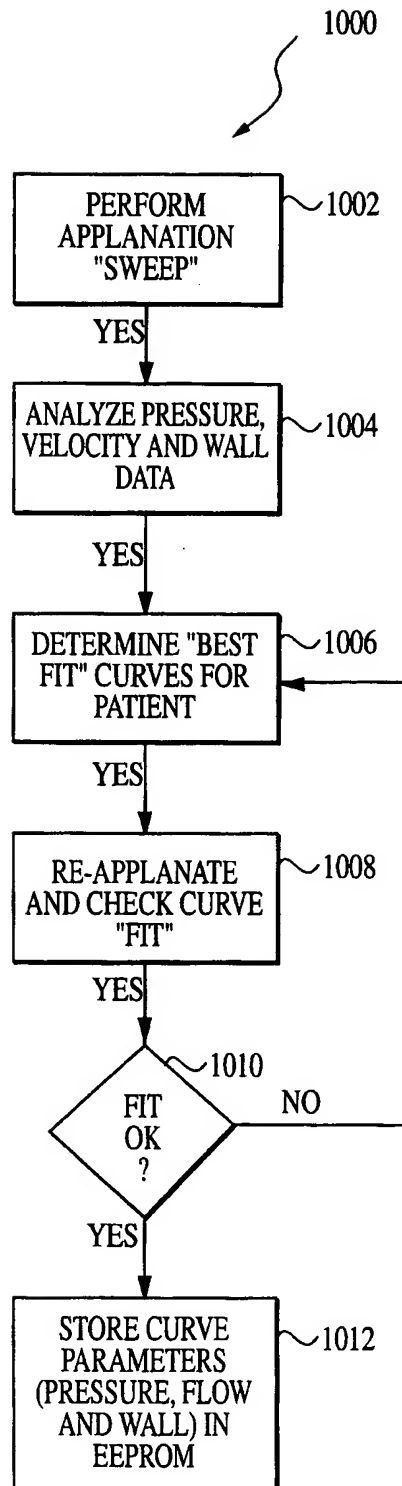 1000
PERFORM
APPLANATION
"SWEEP"
1002
YES
ANALYZE PRESSURE,
VELOCITY AND WALL
DATA
1004
YES
DETERMINE "BEST
FIT" CURVES FOR
PATIENT
1006
YES
RE-APPLANATE
AND CHECK CURVE
"FIT"
1008
YES
1010
FIT
OK
?
NO
YES
STORE CURVE
PARAMETERS
(PRESSURE, FLOW
AND WALL) IN
EEPROM
1012